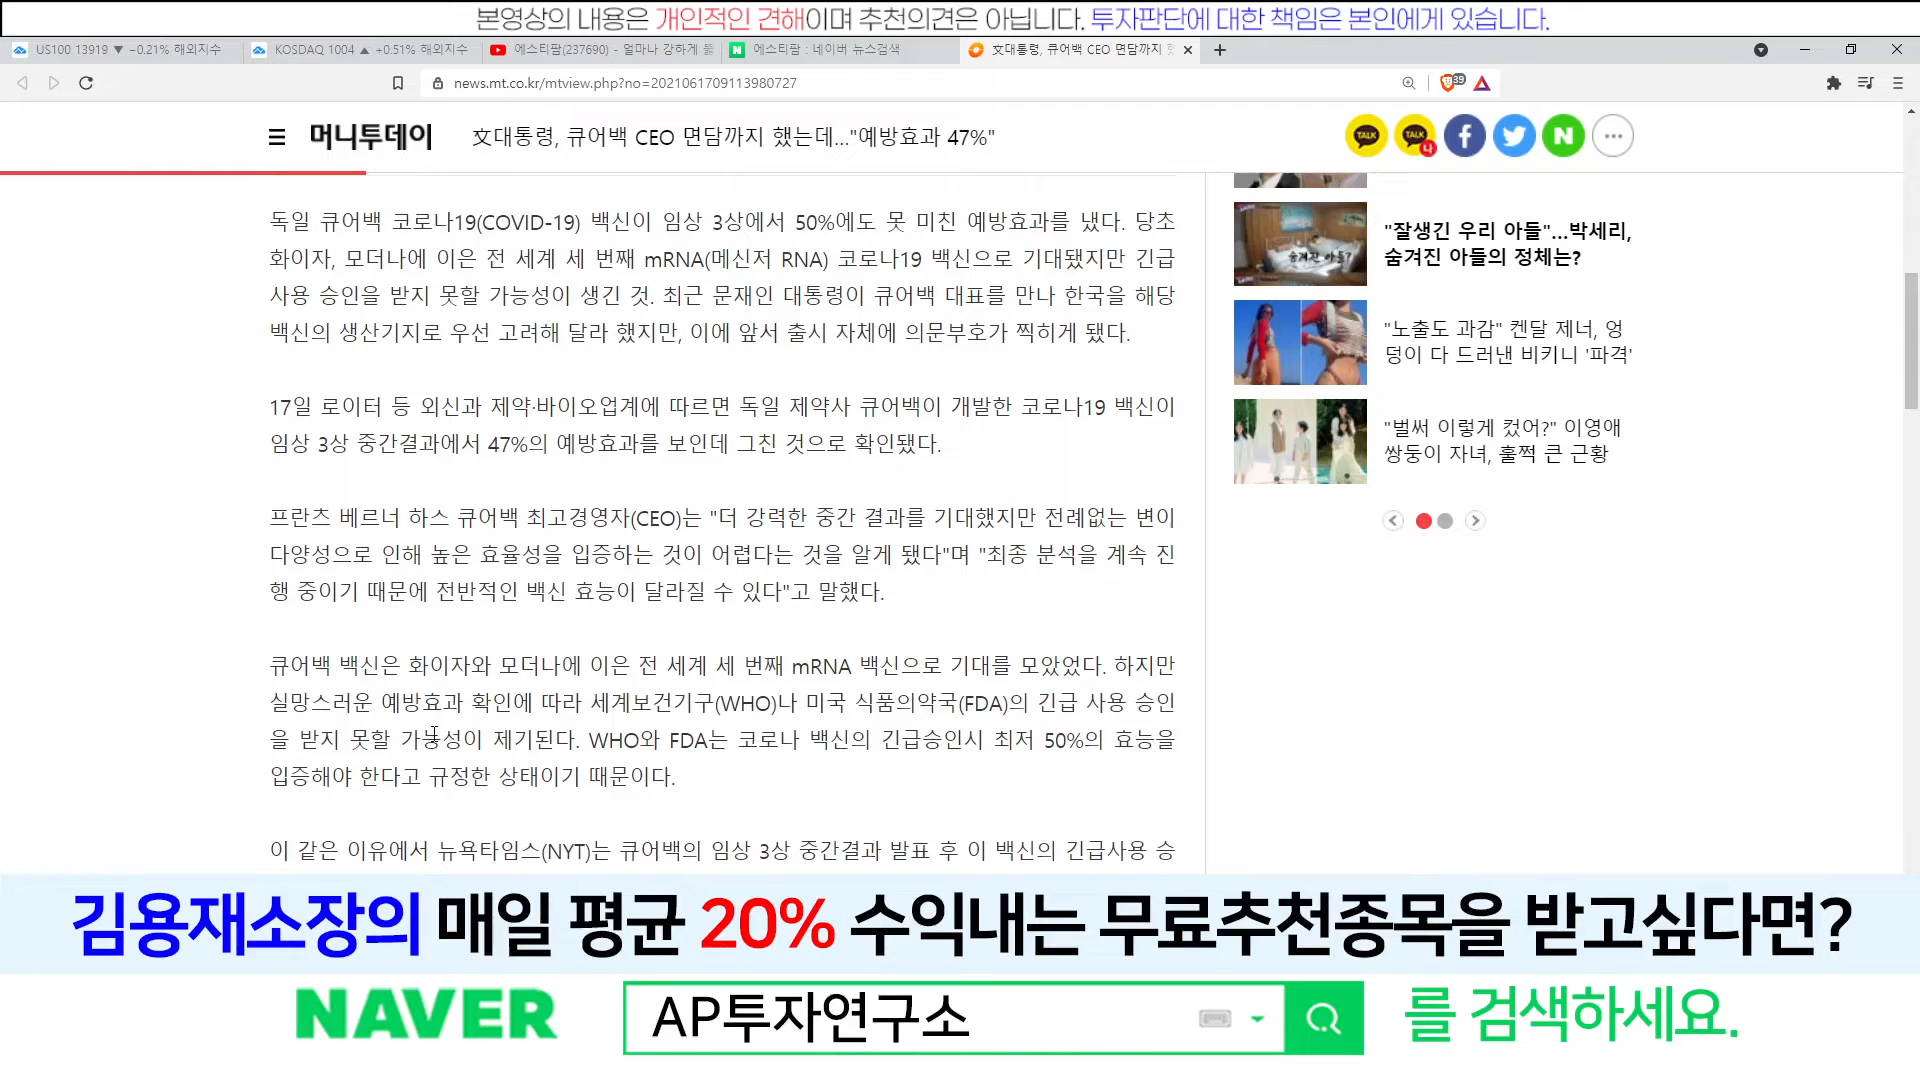 본영상의 내용은 개인적인 견해이며 추천의견은 아닙니다. 투자판단에 대한 책임은 본인에게 있습니다.
US100 13919 ▼ −0.21% 해외지수
KOSDAQ 1004 ▲ +0.51% 해외지수
에스티팜(237690) - 얼마나 강하게
에스티팜 : 네이버 뉴스검색
文대통령, 큐어백 CEO 면담까지
news.mt.co.kr/mtview.php?no=2021061709113980727
39
머니투데이
文대통령, 큐어백 CEO 면담까지 했는데..."예방효과 47%"
TALK
TALK
4
f
N
독일 큐어백 코로나19(COVID-19) 백신이 임상 3상에서 50%에도 못 미친 예방효과를 냈다. 당초
화이자, 모더나에 이은 전 세계 세 번째 mRNA(메신저 RNA) 코로나19 백신으로 기대됐지만 긴급
사용 승인을 받지 못할 가능성이 생긴 것. 최근 문재인 대통령이 큐어백 대표를 만나 한국을 해당
백신의 생산기지로 우선 고려해 달라 했지만, 이에 앞서 출시 자체에 의문부호가 찍히게 됐다.
17일 로이터 등 외신과 제약·바이오업계에 따르면 독일 제약사 큐어백이 개발한 코로나19 백신이
임상 3상 중간결과에서 47%의 예방효과를 보인데 그친 것으로 확인됐다.
프란츠 베르너 하스 큐어백 최고경영자(CEO)는 "더 강력한 중간 결과를 기대했지만 전례없는 변이
다양성으로 인해 높은 효율성을 입증하는 것이 어렵다는 것을 알게 됐다"며 "최종 분석을 계속 진
행 중이기 때문에 전반적인 백신 효능이 달라질 수 있다"고 말했다.
큐어백 백신은 화이자와 모더나에 이은 전 세계 세 번째 mRNA 백신으로 기대를 모았었다. 하지만
실망스러운 예방효과 확인에 따라 세계보건기구(WHO)나 미국 식품의약국(FDA)의 긴급 사용 승인
을 받지 못할 가능성이 제기된다. WHO와 FDA는 코로나 백신의 긴급승인시 최저 50%의 효능을
입증해야 한다고 규정한 상태이기 때문이다.
이 같은 이유에서 뉴욕타임스(NYT)는 큐어백의 임상 3상 중간결과 발표 후 이 백신의 긴급사용 승
숨겨진 아들?
"잘생긴 우리 아들"...박세리,
숨겨진 아들의 정체는?
"노출도 과감" 켄달 제너, 엉
덩이 다 드러낸 비키니 '파격'
"벌써 이렇게 컸어?" 이영애
쌍둥이 자녀, 훌쩍 큰 근황
김용재소장의 매일 평균 20% 수익내는 무료추천종목을 받고싶다면?
NAVER
AP투자연구소
를 검색하세요.